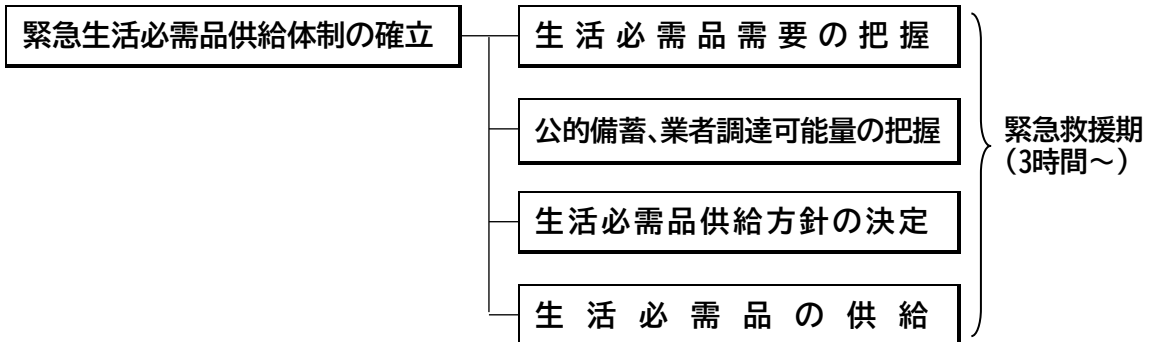 緊急生活必需品供給体制の確立
生活必需品需要の把握
公的備蓄、業者調達可能量の把握
生活必需品供給方針の決定
生活必需品の供給
緊急救援期
（3時間～）